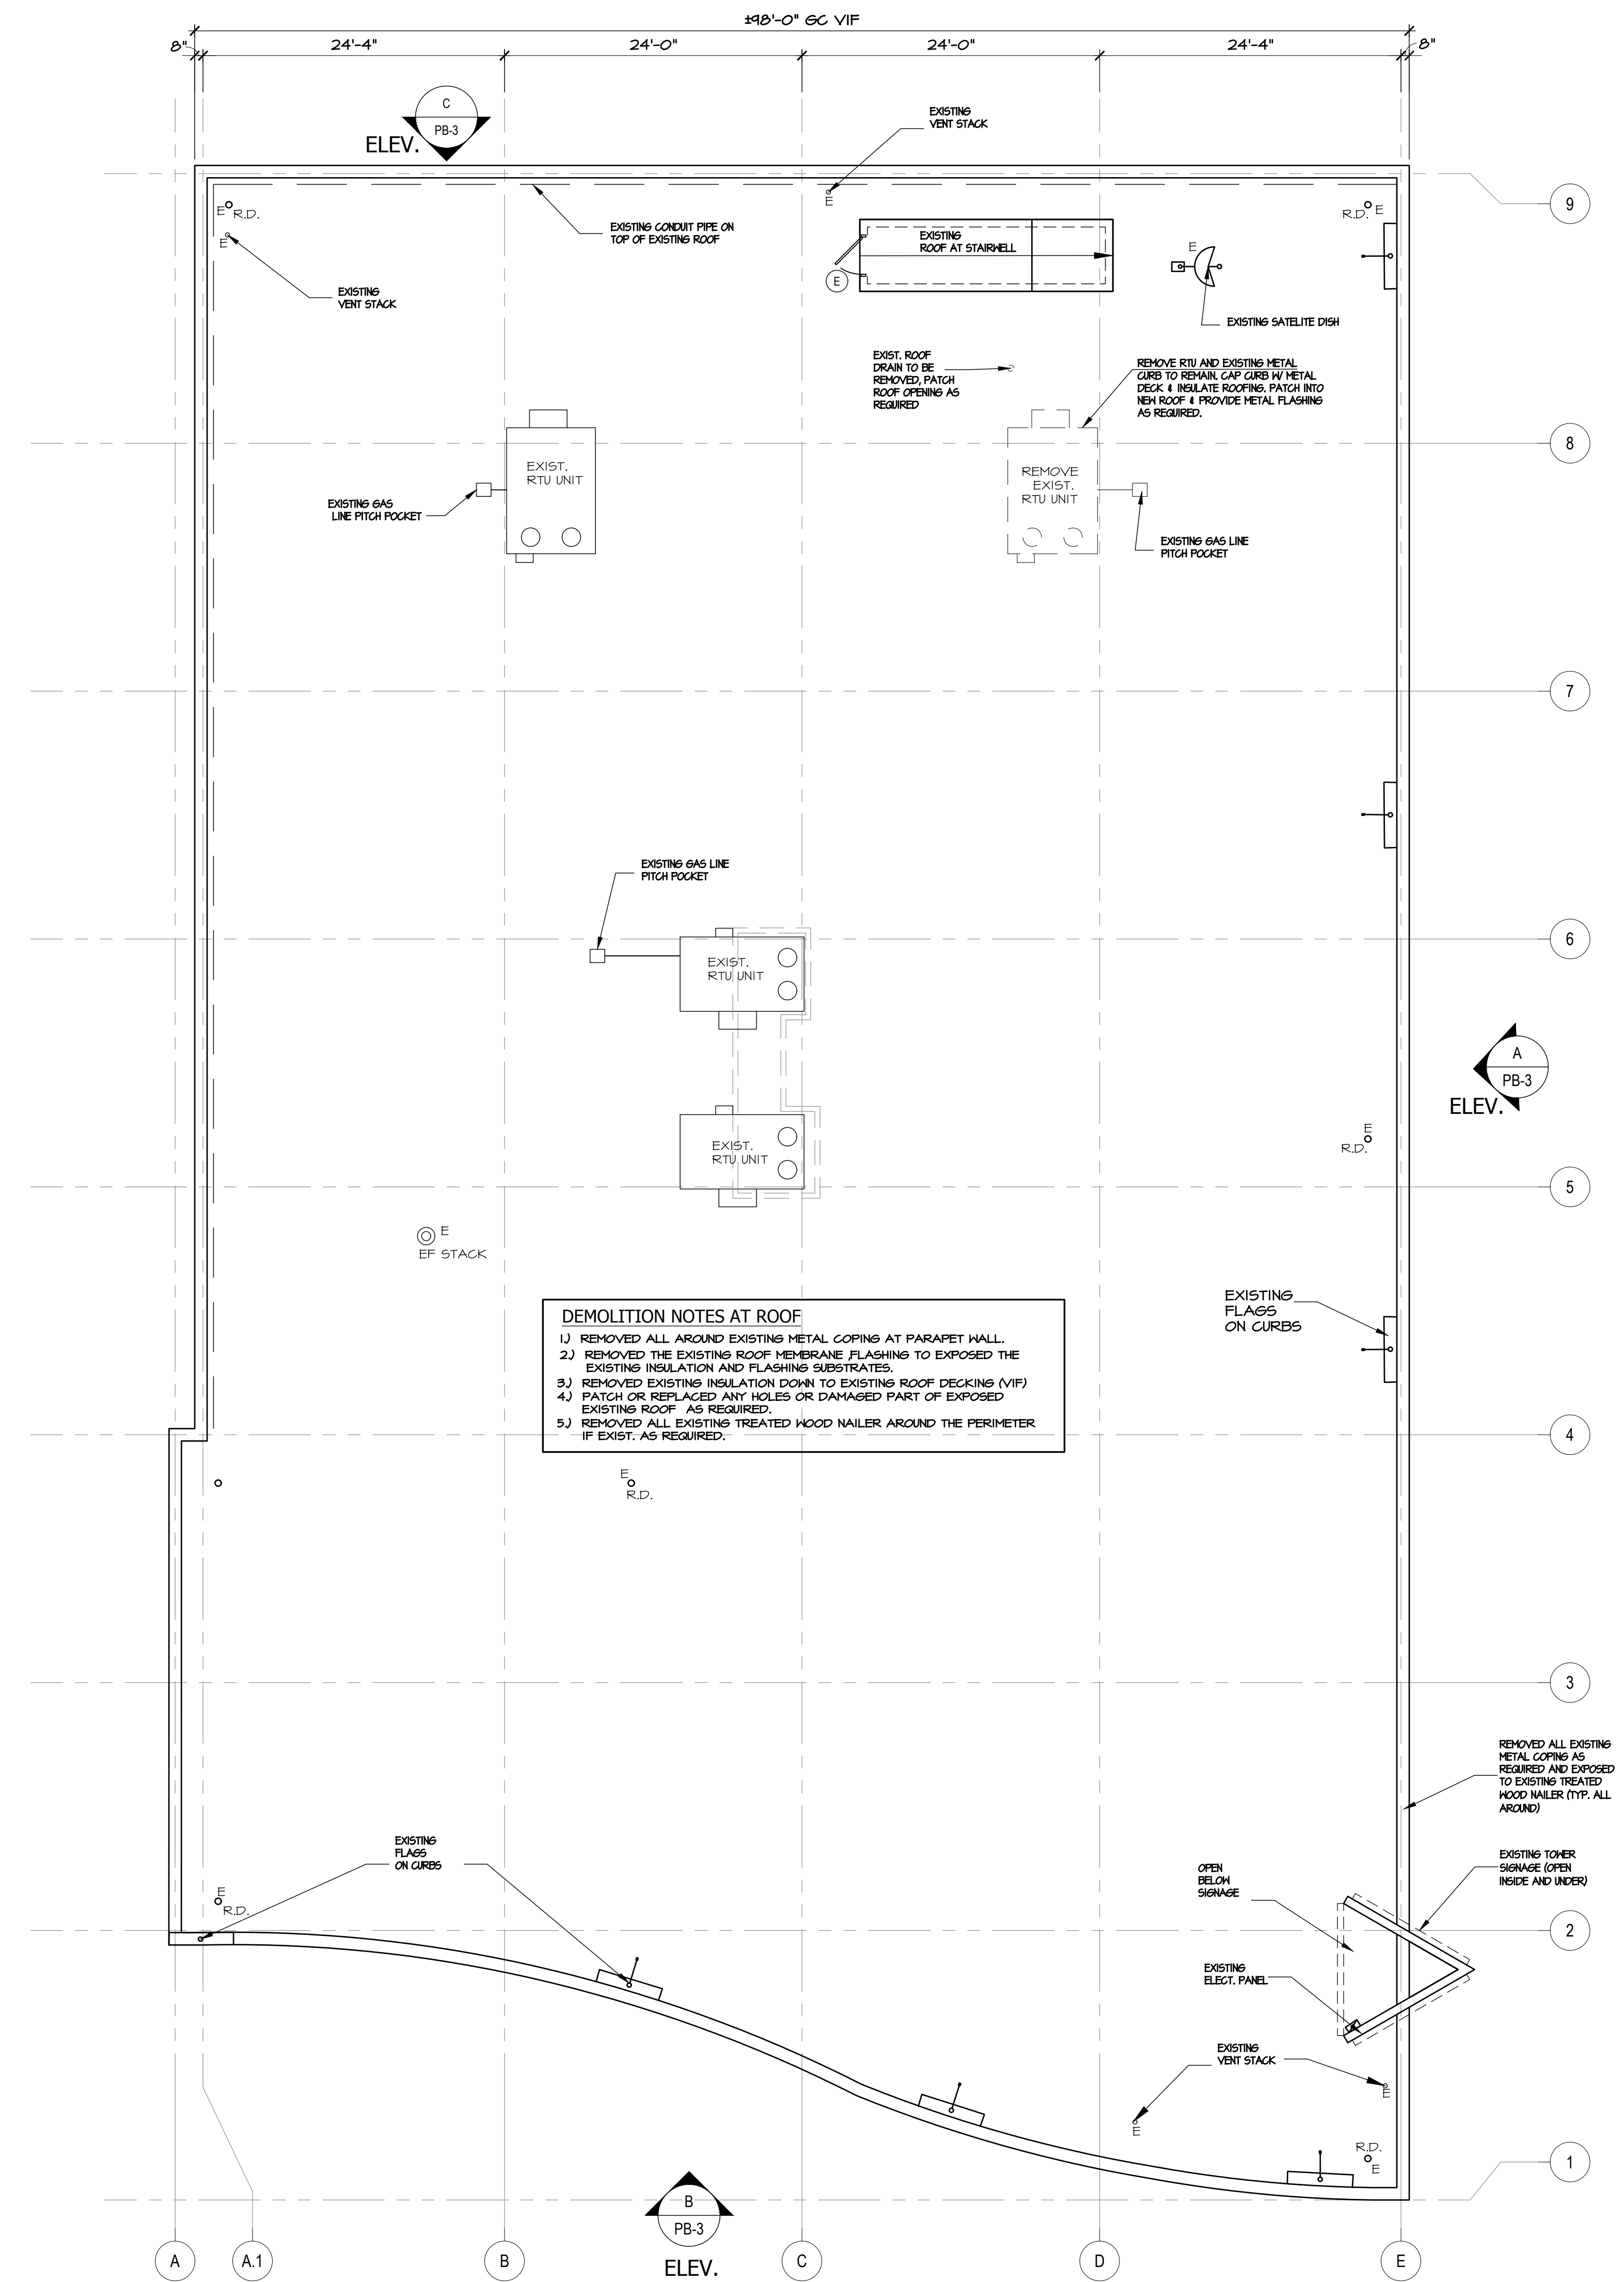 ±98'-0" GC VIF
8"
24'-4"
24'-0"
24'-0"
24'-4"
8"
C
PB-3
ELEV.
EXISTING
VENT STACK
E
9
E
R.D.
E
EXISTING CONDUIT PIPE ON
TOP OF EXISTING ROOF
EXISTING
ROOF AT STAIRWELL
E
E
R.D.
E
EXISTING
VENT STACK
EXISTING SATELITE DISH
EXIST. ROOF
DRAIN TO BE
REMOVED, PATCH
ROOF OPENING AS
REQUIRED
REMOVE RTU AND EXISTING METAL
CURB TO REMAIN. CAP CURB W/ METAL
DECK & INSULATE ROOFING. PATCH INTO
NEW ROOF & PROVIDE METAL FLASHING
AS REQUIRED.
8
EXIST.
RTU UNIT
EXISTING GAS
LINE PITCH POCKET
REMOVE
EXIST.
RTU UNIT
EXISTING GAS LINE
PITCH POCKET
7
EXISTING GAS LINE
PITCH POCKET
6
EXIST.
RTU UNIT
A
PB-3
ELEV.
EXIST.
RTU UNIT
E
R.D.
5
E
EF STACK
DEMOLITION NOTES AT ROOF
1.) REMOVED ALL AROUND EXISTING METAL COPING AT PARAPET WALL.
2.) REMOVED THE EXISTING ROOF MEMBRANE ,FLASHING TO EXPOSED THE
EXISTING INSULATION AND FLASHING SUBSTRATES.
3.) REMOVED EXISTING INSULATION DOWN TO EXISTING ROOF DECKING (VIF)
4.) PATCH OR REPLACED ANY HOLES OR DAMAGED PART OF EXPOSED
EXISTING ROOF AS REQUIRED.
5.) REMOVED ALL EXISTING TREATED WOOD NAILER AROUND THE PERIMETER
IF EXIST. AS REQUIRED.
EXISTING
FLAGS
ON CURBS
4
E
R.D.
3
REMOVED ALL EXISTING
METAL COPING AS
REQUIRED AND EXPOSED
TO EXISTING TREATED
WOOD NAILER (TYP. ALL
AROUND)
EXISTING
FLAGS
ON CURBS
EXISTING TOWER
SIGNAGE (OPEN
INSIDE AND UNDER)
OPEN
BELOW
SIGNAGE
E
R.D.
2
EXISTING
ELECT. PANEL
EXISTING
VENT STACK
E
E
R.D.
E
1
B
PB-3
ELEV.
A
A.1
B
C
D
E